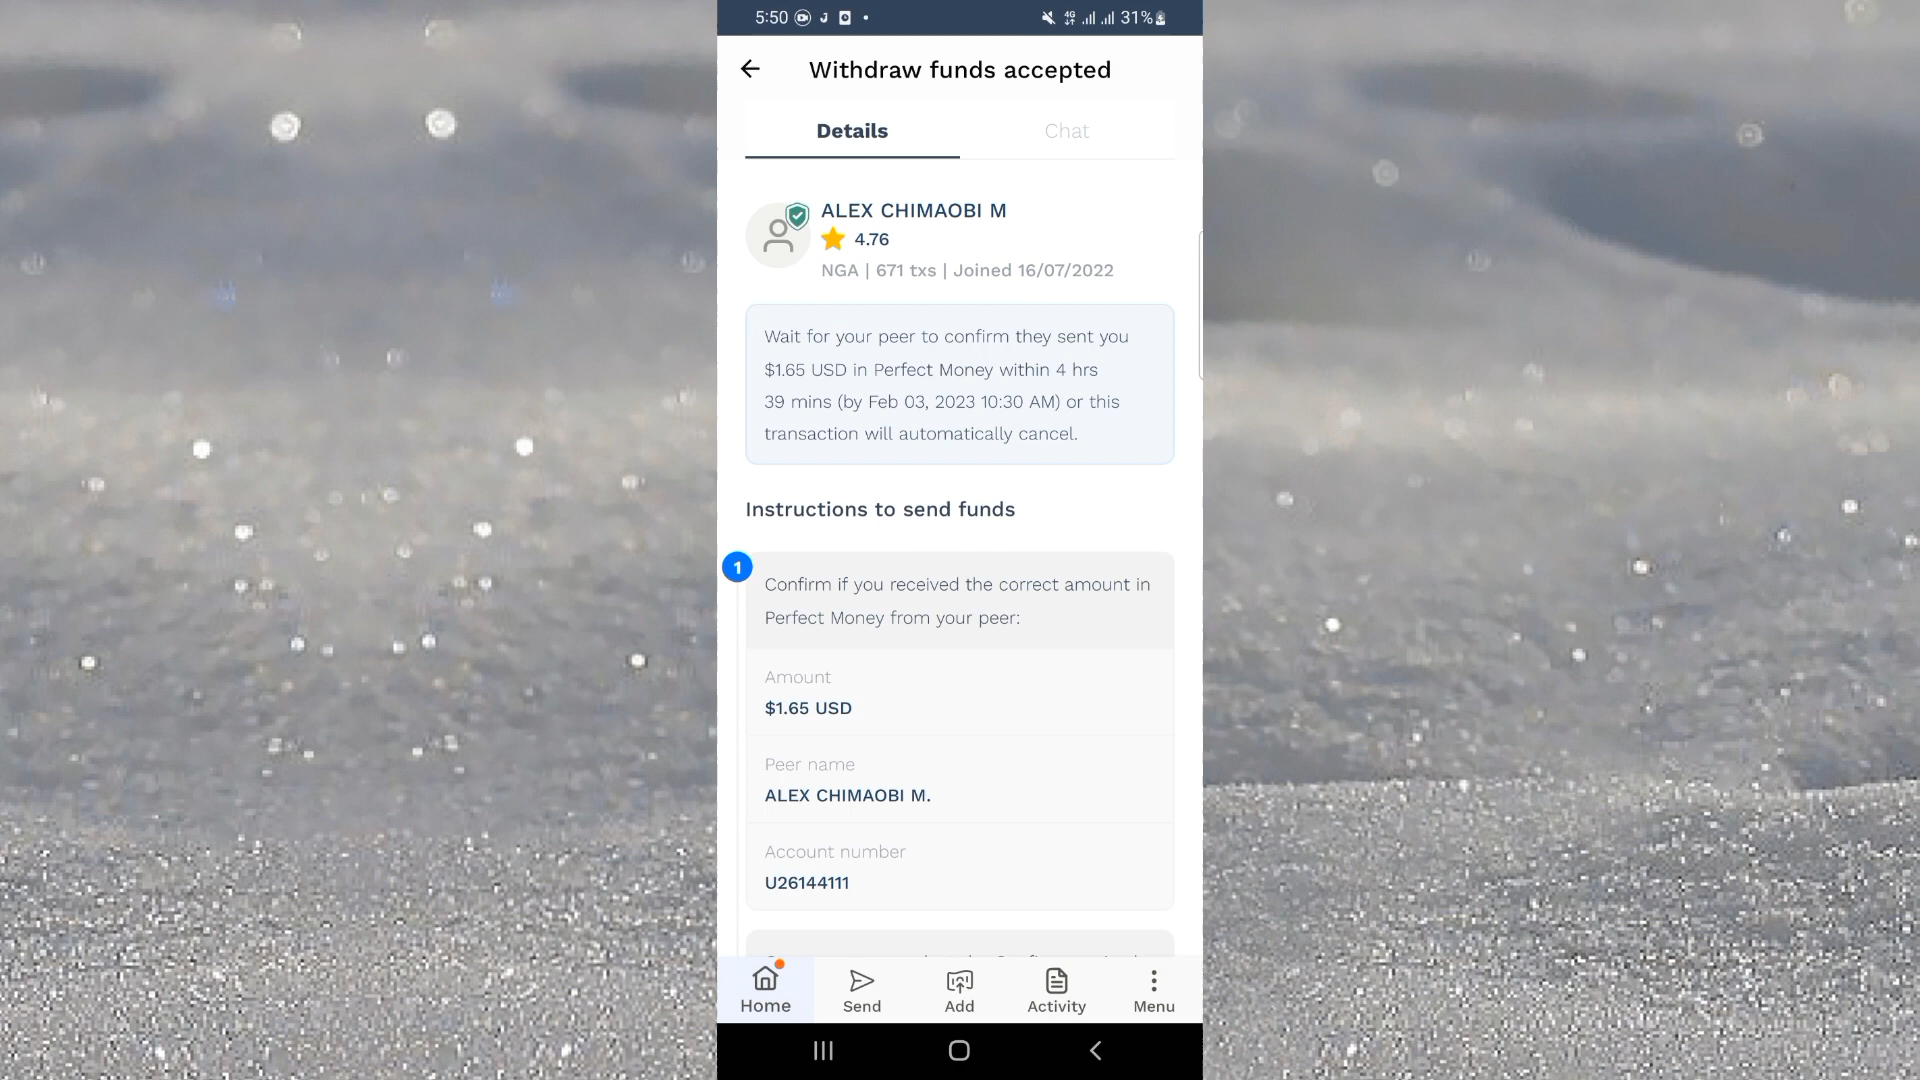 5:50
4G
31%
Withdraw funds accepted
Details
Chat
ALEX CHIMAOBI M
4.76
NGA | 671 txs | Joined 16/07/2022
Wait for your peer to confirm they sent you
$1.65 USD in Perfect Money within 4 hrs
39 mins (by Feb 03, 2023 10:30 AM) or this
transaction will automatically cancel.
Instructions to send funds
1
Confirm if you received the correct amount in
Perfect Money from your peer:
Amount
$1.65 USD
Peer name
ALEX CHIMAOBI M.
Account number
U26144111
Home
Send
Add
Activity
Menu